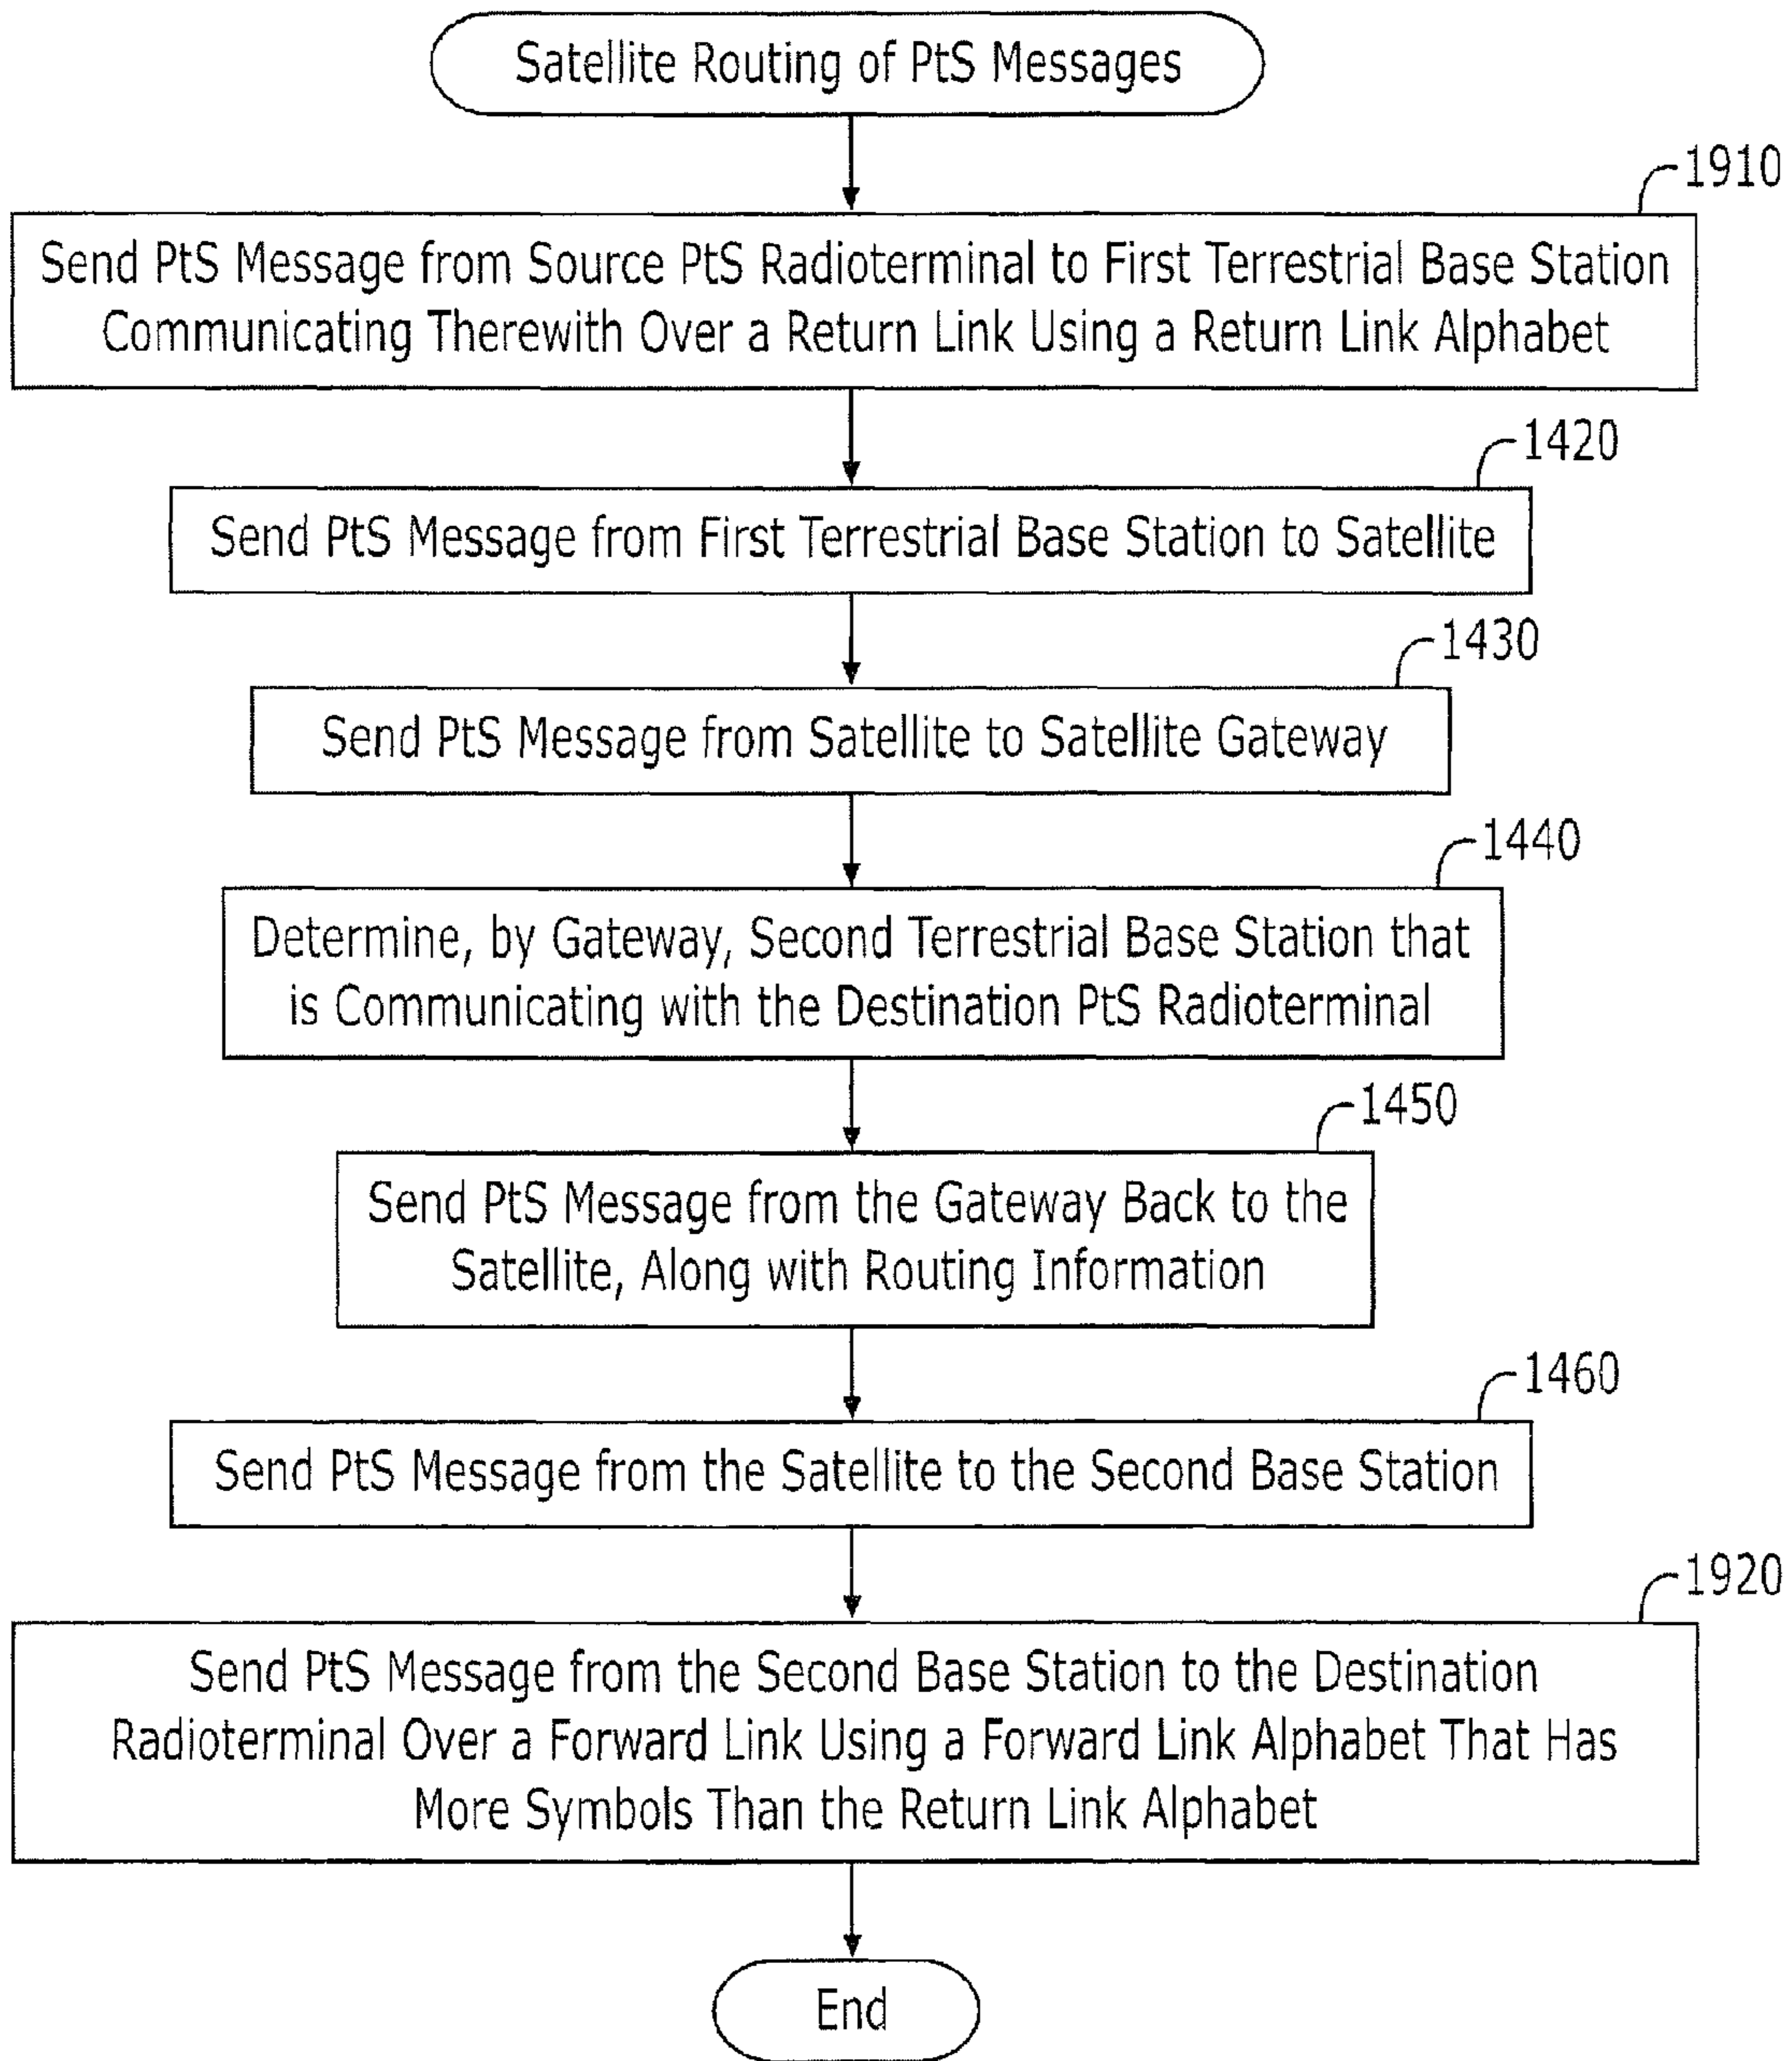 Satellite Routing of PtS Messages
1910
Send PtS Message from Source PtS Radioterminal to First Terrestrial Base Station
Communicating Therewith Over a Return Link Using a Return Link Alphabet
1420
Send PtS Message from First Terrestrial Base Station to Satellite
1430
Send PtS Message from Satellite to Satellite Gateway
1440
Determine, by Gateway, Second Terrestrial Base Station that
is Communicating with the Destination PtS Radioterminal
1450
Send PtS Message from the Gateway Back to the
Satellite, Along with Routing Information
1460
Send PtS Message from the Satellite to the Second Base Station
1920
Send PtS Message from the Second Base Station to the Destination
Radioterminal Over a Forward Link Using a Forward Link Alphabet That Has
More Symbols Than the Return Link Alphabet
End